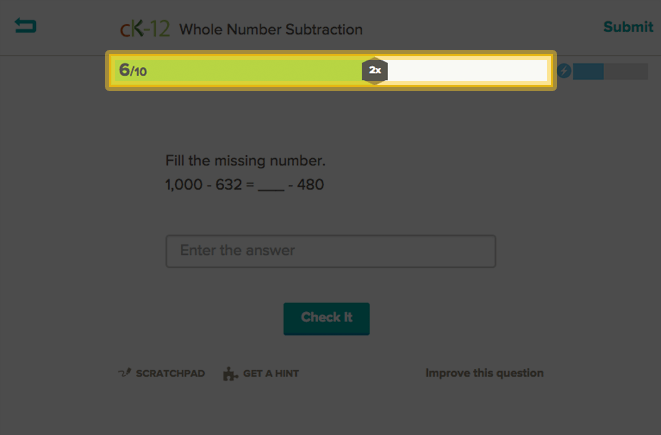 cK-12 Whole Number Subtraction
Submit
6/10
2x
Fill the missing number.
1,000 - 632 = ___ - 480
Enter the answer
Check It
SCRATCHPAD
GET A HINT
Improve this question